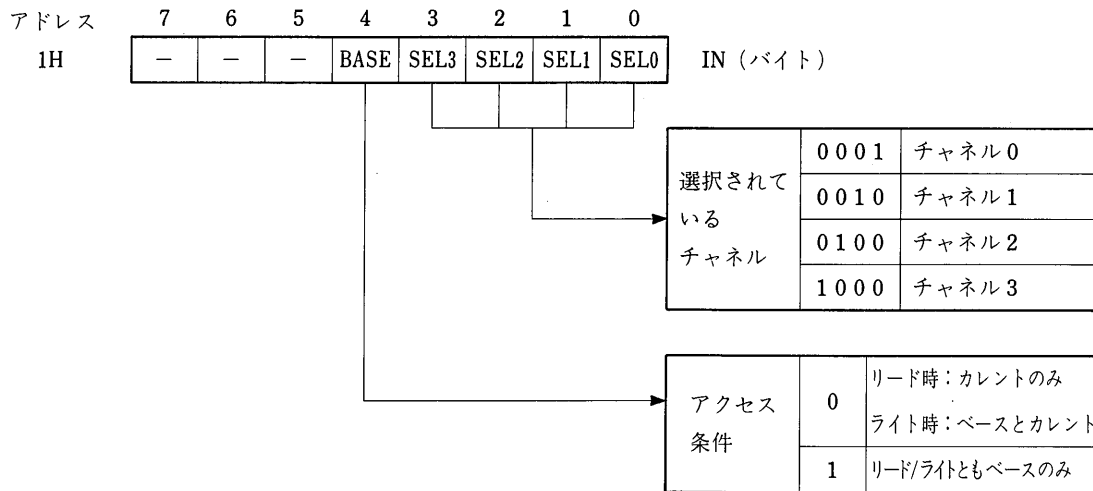 アドレス 7 6 5 4 3 2 1 0
1H － － － BASE SEL3 SEL2 SEL1 SEL0 IN（バイト）
選択されて
いる
チャネル
0001 チャネル0
0010 チャネル1
0100 チャネル2
1000 チャネル3
アクセス
条件
0 リード時：カレントのみ
ライト時：ベースとカレント
1 リード/ライトともベースのみ